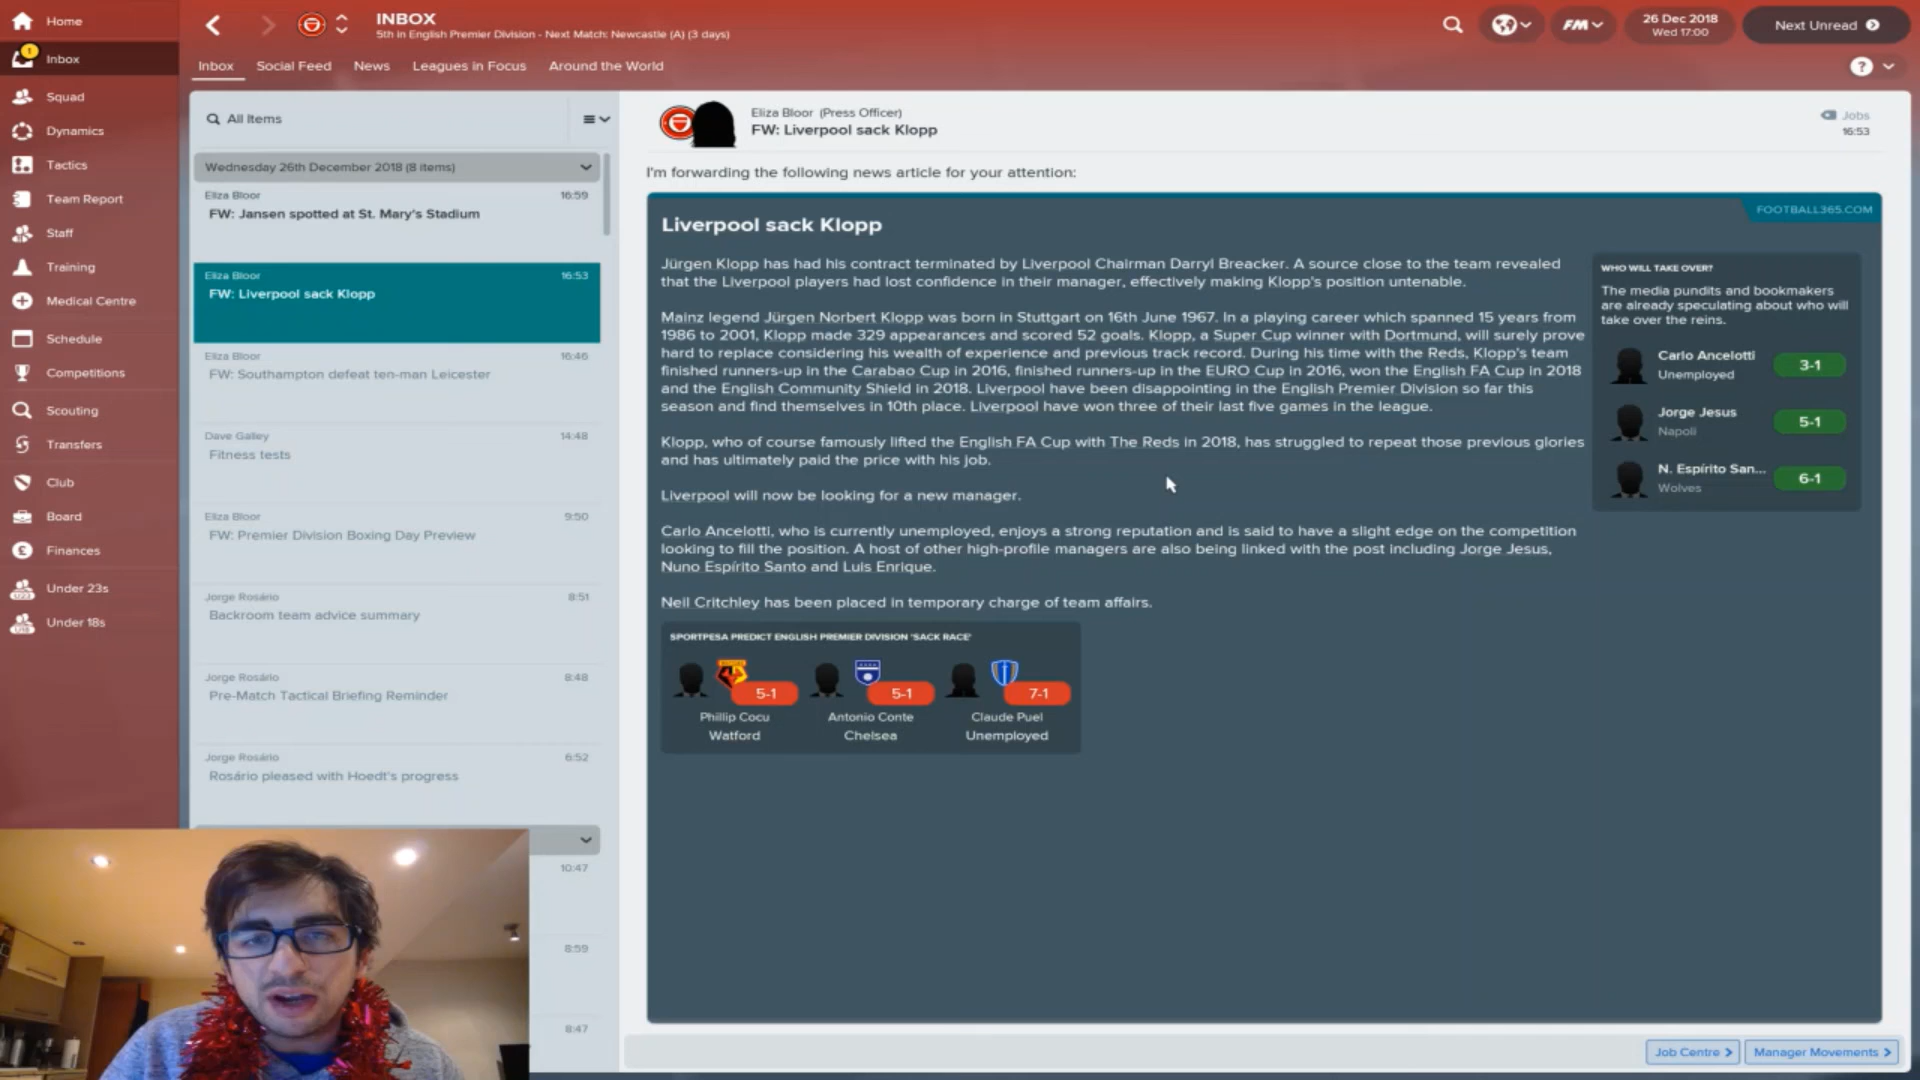 Home
Inbox
1
Squad
Dynamics
Tactics
Team Report
Staff
Training
Medical Centre
Schedule
Competitions
Scouting
Transfers
Club
Board
Finances
Under 23s
Under 18s
INBOX
5th in English Premier Division - Next Match: Newcastle (A) (3 days)
FM
26 Dec 2018
Wed 17:00
Next Unread
Inbox Social Feed News Leagues in Focus Around the World
?
All Items
Wednesday 26th December 2018 (8 items)
Eliza Bloor 16:59
FW: Jansen spotted at St. Mary's Stadium
Eliza Bloor 16:53
FW: Liverpool sack Klopp
Eliza Bloor 16:46
FW: Southampton defeat ten-man Leicester
Dave Galley 14:48
Fitness tests
Eliza Bloor 9:50
FW: Premier Division Boxing Day Preview
Jorge Rosário 8:51
Backroom team advice summary
Jorge Rosário 8:48
Pre-Match Tactical Briefing Reminder
Jorge Rosário 6:52
Rosário pleased with Hoedt's progress
10:47
8:59
8:47
Eliza Bloor (Press Officer)
FW: Liverpool sack Klopp
Jobs
16:53
I'm forwarding the following news article for your attention:
FOOTBALL365.COM
Liverpool sack Klopp
Jürgen Klopp has had his contract terminated by Liverpool Chairman Darryl Breacker. A source close to the team revealed
that the Liverpool players had lost confidence in their manager, effectively making Klopp's position untenable.
Mainz legend Jürgen Norbert Klopp was born in Stuttgart on 16th June 1967. In a playing career which spanned 15 years from
1986 to 2001, Klopp made 329 appearances and scored 52 goals. Klopp, a Super Cup winner with Dortmund, will surely prove
hard to replace considering his wealth of experience and previous track record. During his time with the Reds, Klopp's team
finished runners-up in the Carabao Cup in 2016, finished runners-up in the EURO Cup in 2016, won the English FA Cup in 2018
and the English Community Shield in 2018. Liverpool have been disappointing in the English Premier Division so far this
season and find themselves in 10th place. Liverpool have won three of their last five games in the league.
Klopp, who of course famously lifted the English FA Cup with The Reds in 2018, has struggled to repeat those previous glories
and has ultimately paid the price with his job.
Liverpool will now be looking for a new manager.
Carlo Ancelotti, who is currently unemployed, enjoys a strong reputation and is said to have a slight edge on the competition
looking to fill the position. A host of other high-profile managers are also being linked with the post including Jorge Jesus,
Nuno Espírito Santo and Luis Enrique.
Neil Critchley has been placed in temporary charge of team affairs.
WHO WILL TAKE OVER?
The media pundits and bookmakers
are already speculating about who will
take over the reins.
Carlo Ancelotti
Unemployed
3-1
Jorge Jesus
Napoli
5-1
N. Espírito San...
Wolves
6-1
SPORTPESA PREDICT ENGLISH PREMIER DIVISION 'SACK RACE'
5-1 5-1 7-1
Phillip Cocu Antonio Conte Claude Puel
Watford Chelsea Unemployed
Job Centre >
Manager Movements >